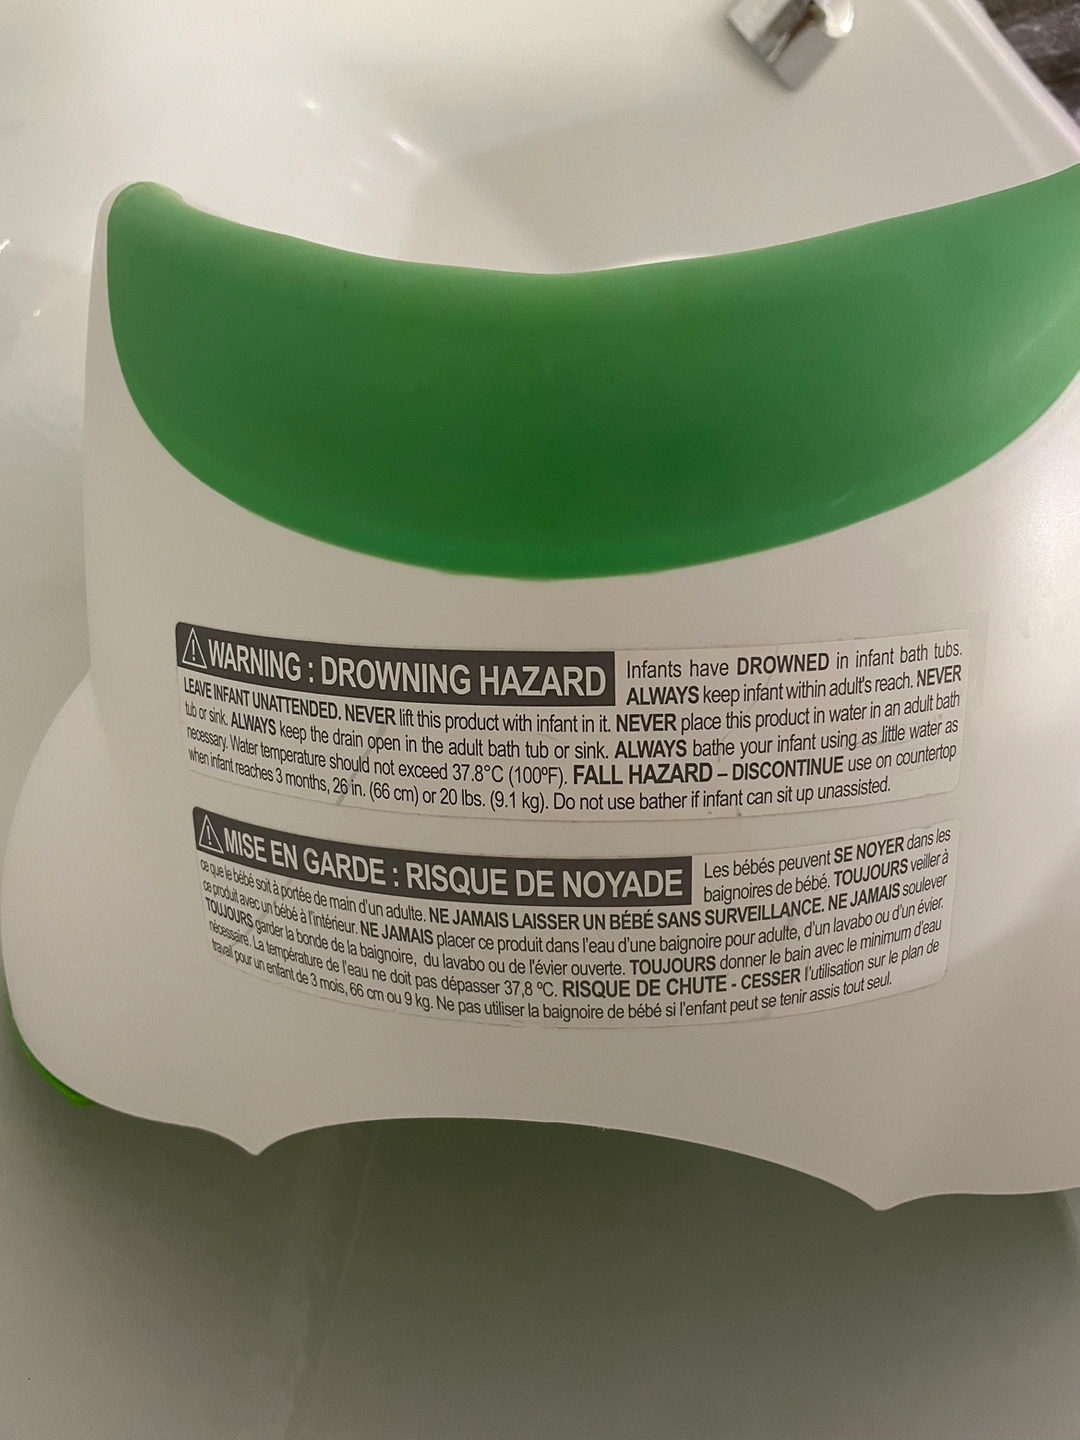 WARNING : DROWNING HAZARD Infants have DROWNED in infant bath tubs.
ALWAYS keep infant within adult's reach. NEVER
LEAVE INFANT UNATTENDED. NEVER lift this product with infant in it. NEVER place this product in water in an adult bath
tub or sink. ALWAYS keep the drain open in the adult bath tub or sink. ALWAYS bathe your infant using as little water as
necessary. Water temperature should not exceed 37.8°C (100ºF). FALL HAZARD – DISCONTINUE use on countertop
when infant reaches 3 months, 26 in. (66 cm) or 20 lbs. (9.1 kg). Do not use bather if infant can sit up unassisted.
MISE EN GARDE : RISQUE DE NOYADE Les bébés peuvent SE NOYER dans les
baignoires de bébé. TOUJOURS veiller à
ce que le bébé soit à portée de main d'un adulte. NE JAMAIS LAISSER UN BÉBÉ SANS SURVEILLANCE. NE JAMAIS soulever
ce produit avec un bébé à l'intérieur. NE JAMAIS placer ce produit dans l'eau d'une baignoire pour adulte, d'un lavabo ou d'un évier.
TOUJOURS garder la bonde de la baignoire, du lavabo ou de l'évier ouverte. TOUJOURS donner le bain avec le minimum d'eau
nécessaire. La température de l'eau ne doit pas dépasser 37,8 ºC. RISQUE DE CHUTE - CESSER l'utilisation sur le plan de
travail pour un enfant de 3 mois, 66 cm ou 9 kg. Ne pas utiliser la baignoire de bébé si l'enfant peut se tenir assis tout seul.